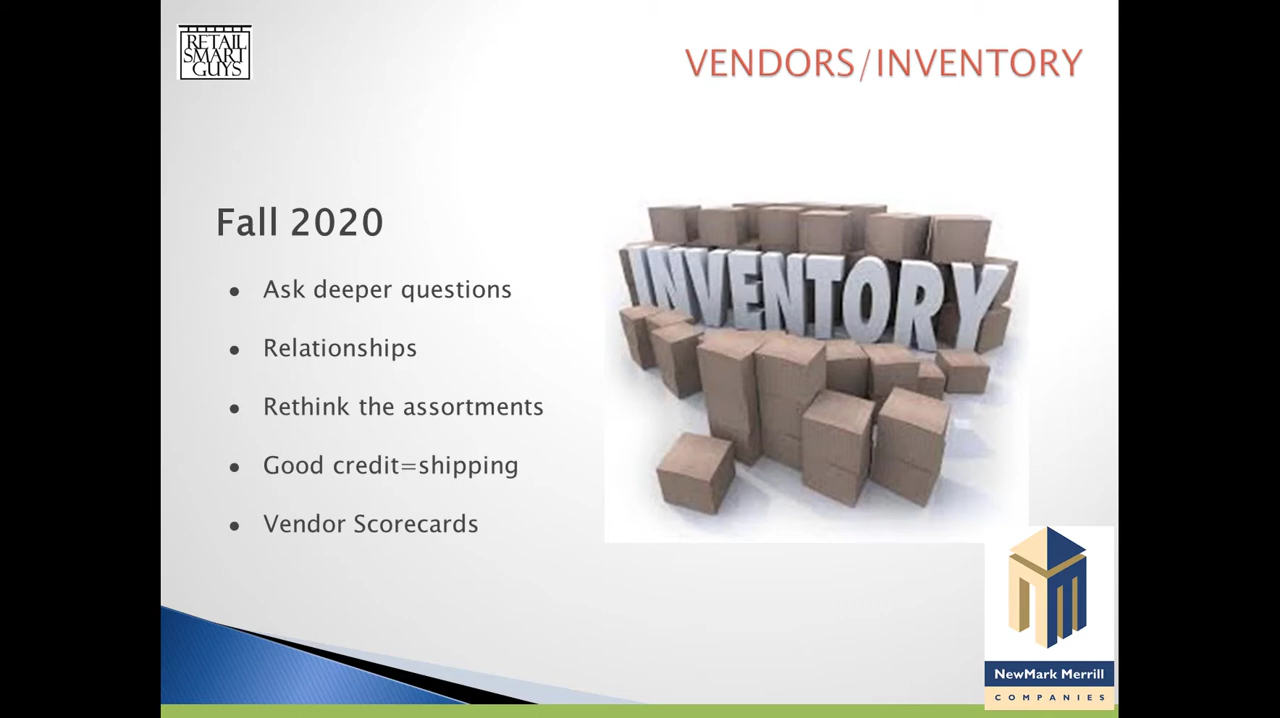 RETAIL
SMART
GUYS
VENDORS/INVENTORY
Fall 2020
• Ask deeper questions
• Relationships
• Rethink the assortments
• Good credit=shipping
• Vendor Scorecards
INVENTORY
NewMark Merrill
COMPANIES